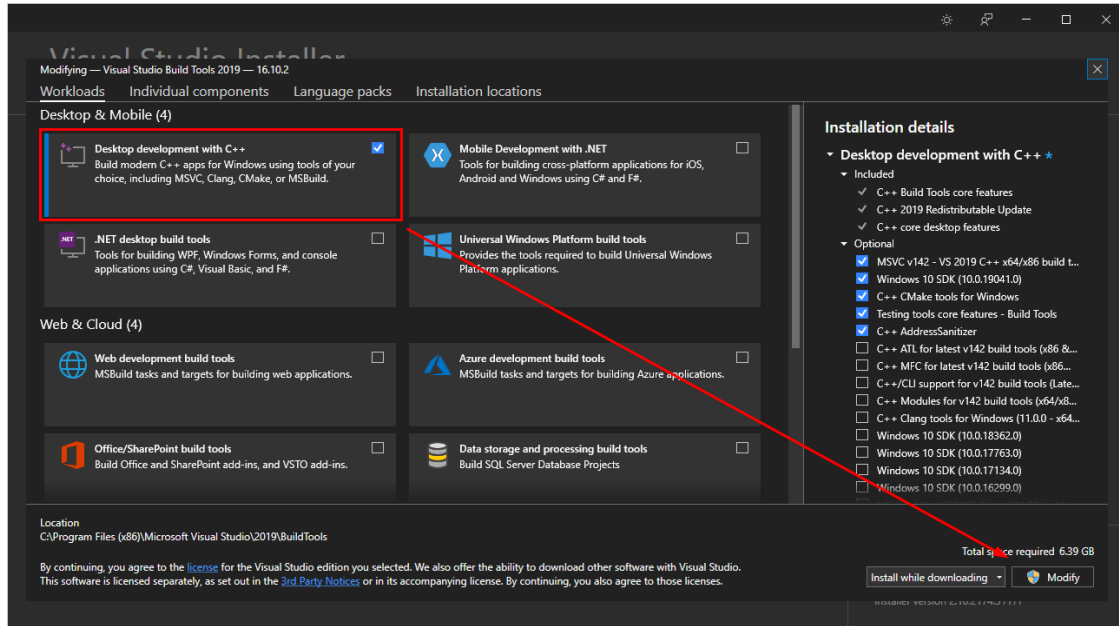 Visual Studio Installer
Modifying — Visual Studio Build Tools 2019 — 16.10.2
Workloads
Individual components
Language packs
Installation locations
Desktop & Mobile (4)
Desktop development with C++
Build modern C++ apps for Windows using tools of your
choice, including MSVC, Clang, CMake, or MSBuild.
Mobile Development with .NET
Tools for building cross-platform applications for iOS,
Android and Windows using C# and F#.
.NET
.NET desktop build tools
Tools for building WPF, Windows Forms, and console
applications using C#, Visual Basic, and F#.
Universal Windows Platform build tools
Provides the tools required to build Universal Windows
Platform applications.
Web & Cloud (4)
Web development build tools
MSBuild tasks and targets for building web applications.
Azure development build tools
MSBuild tasks and targets for building Azure applications.
Office/SharePoint build tools
Build Office and SharePoint add-ins, and VSTO add-ins.
Data storage and processing build tools
Build SQL Server Database Projects
Installation details
Desktop development with C++ *
Included
C++ Build Tools core features
C++ 2019 Redistributable Update
C++ core desktop features
Optional
MSVC v142 - VS 2019 C++ x64/x86 build t...
Windows 10 SDK (10.0.19041.0)
C++ CMake tools for Windows
Testing tools core features - Build Tools
C++ AddressSanitizer
C++ ATL for latest v142 build tools (x86 &...
C++ MFC for latest v142 build tools (x86...
C++/CLI support for v142 build tools (Late...
C++ Modules for v142 build tools (x64/x8...
C++ Clang tools for Windows (11.0.0 - x64...
Windows 10 SDK (10.0.18362.0)
Windows 10 SDK (10.0.17763.0)
Windows 10 SDK (10.0.17134.0)
Windows 10 SDK (10.0.16299.0)
Location
C:\Program Files (x86)\Microsoft Visual Studio\2019\BuildTools
By continuing, you agree to the license for the Visual Studio edition you selected. We also offer the ability to download other software with Visual Studio.
This software is licensed separately, as set out in the 3rd Party Notices or in its accompanying license. By continuing, you also agree to those licenses.
Total space required 6.39 GB
Install while downloading
Modify